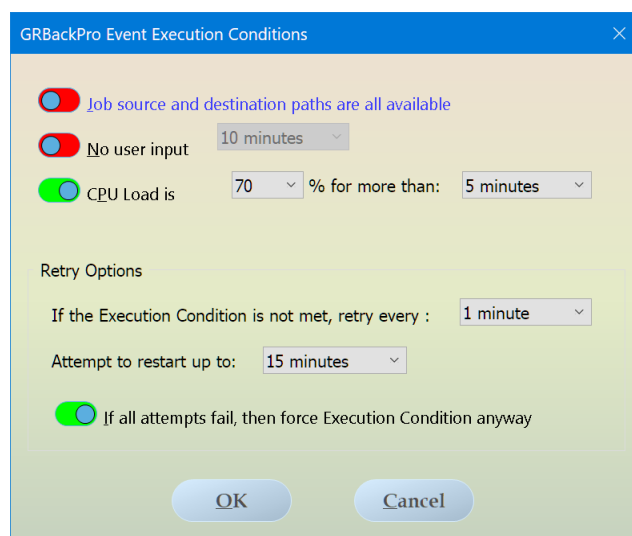 GRBackPro Event Execution Conditions
Job source and destination paths are all available
No user input 10 minutes
CPU Load is 70 % for more than: 5 minutes
Retry Options
If the Execution Condition is not met, retry every : 1 minute
Attempt to restart up to: 15 minutes
If all attempts fail, then force Execution Condition anyway
OK Cancel